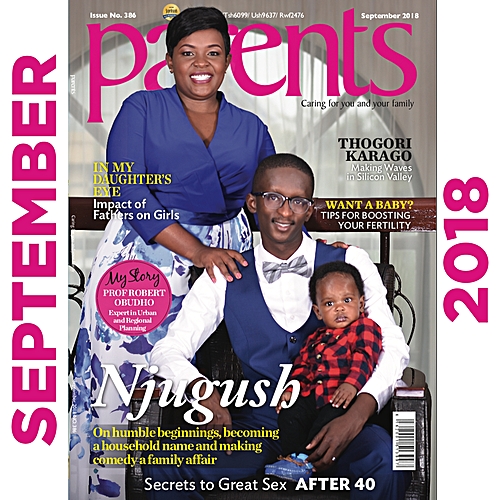 SEPTEMBER
2018
Issue No. 386
Tsh6099/ Ush9637/ Rwf2476
September 2018
parents
Caring for you and your family
THOGORI
KARAGO
Making Waves
in Silicon Valley
IN MY
DAUGHTER'S
EYE
Impact of
Fathers on Girls
WANT A BABY?
TIPS FOR BOOSTING
YOUR FERTILITY
My Story
PROF ROBERT
OBUDHO
Expert in Urban
and Regional
Planning
Njugush
On humble beginnings, becoming
a household name and making
comedy a family affair
Secrets to Great Sex AFTER 40